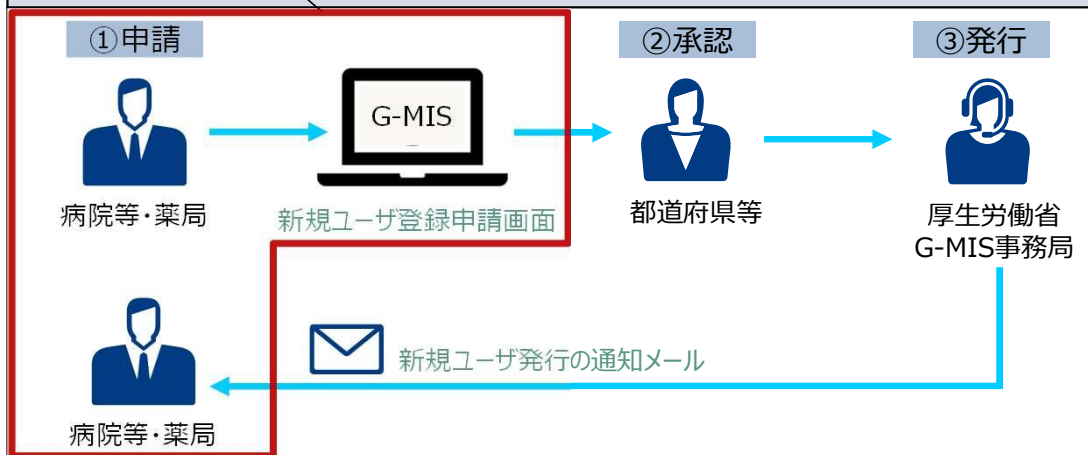 ①申請
②承認
③発行
G-MIS
病院等・薬局
新規ユーザ登録申請画面
都道府県等
厚生労働省
G-MIS事務局
新規ユーザ発行の通知メール
病院等・薬局